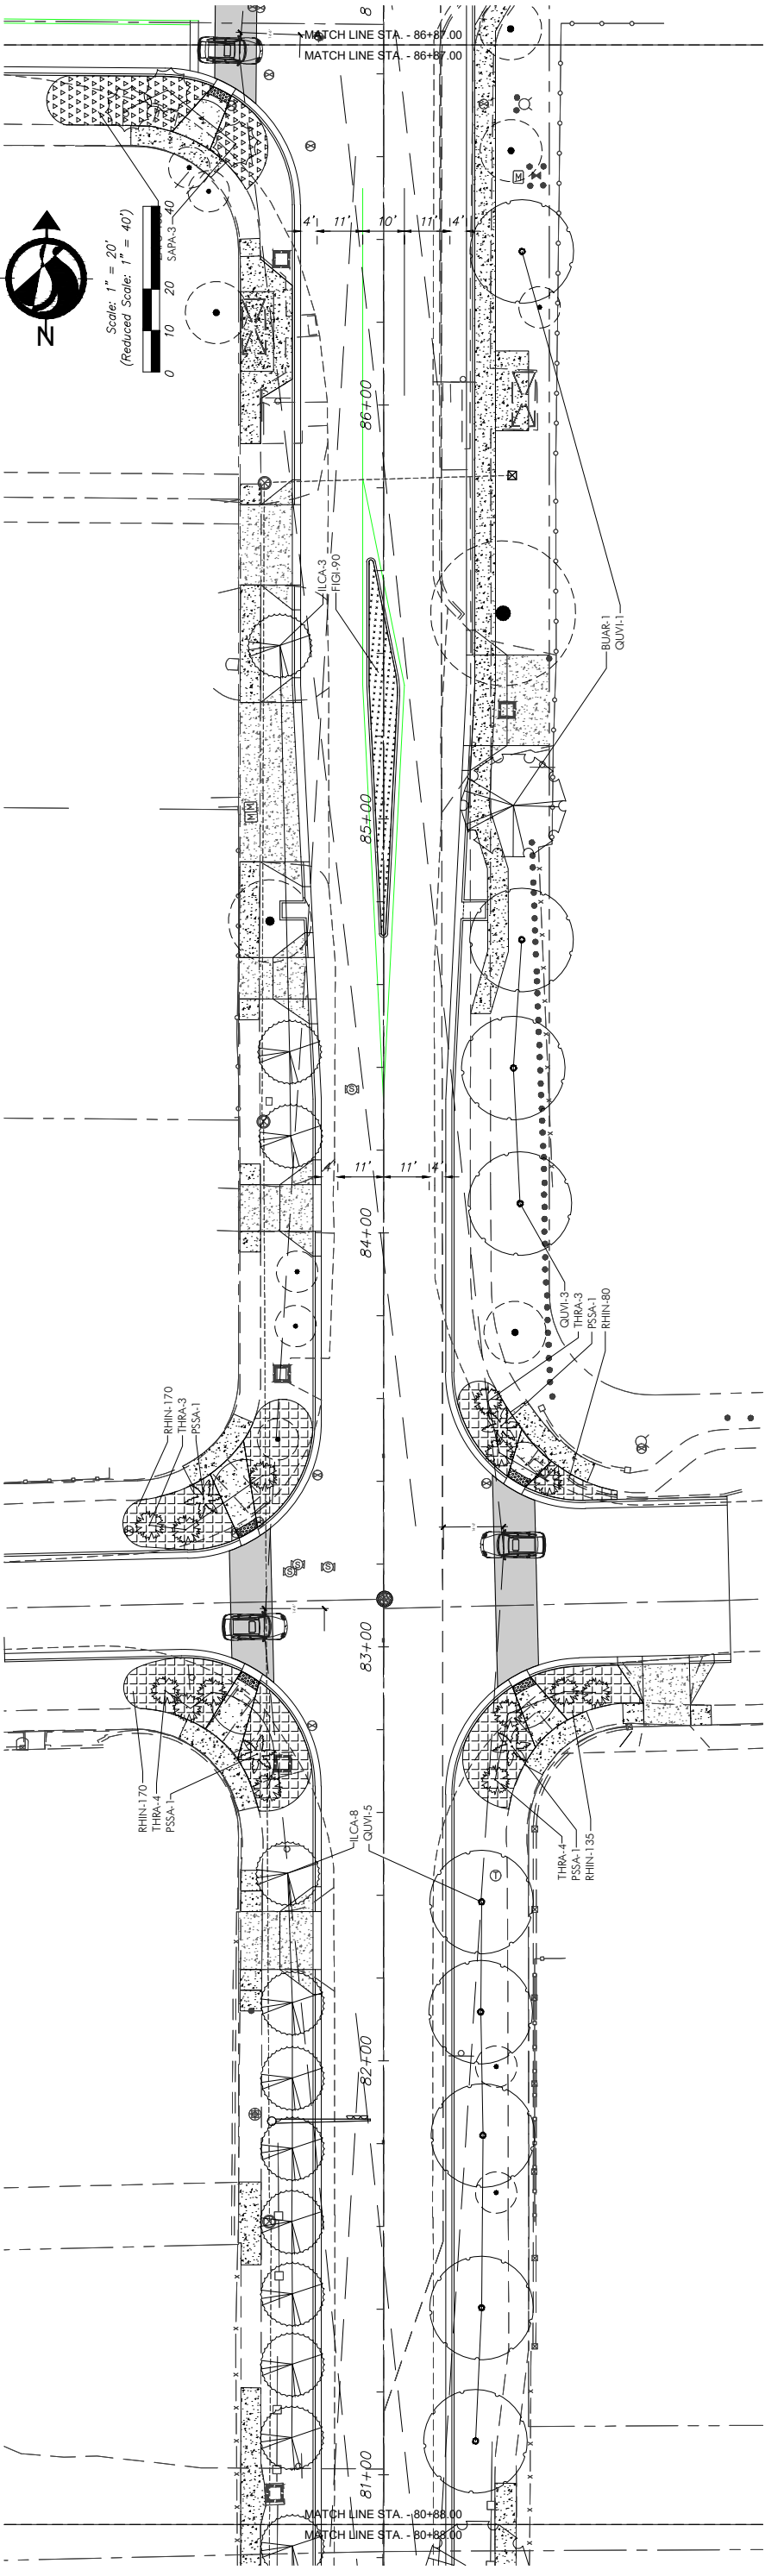 8
MATCH LINE STA. - 86+87.00
MATCH LINE STA. - 86+87.00
Scale: 1" = 20'
(Reduced Scale: 1" = 40')
0 10 20 40
SAPA-3
N
4' 11' 10' 11' 4'
M
86+00
ILCA-3
FIGI-90
BUAR-1
QUVI-1
M
M
85+00
S
4' 11' 11' 4'
84+00
QUVI-3
THRA-3
PSSA-1
RHIN-80
RHIN-170
THRA-3
PSSA-1
S
S
S
83+00
RHIN-170
THRA-4
PSSA-1
ILCA-8
QUVI-5
THRA-4
PSSA-1
RHIN-135
T
82+00
81+00
MATCH LINE STA. - 80+88.00
MATCH LINE STA. - 80+88.00